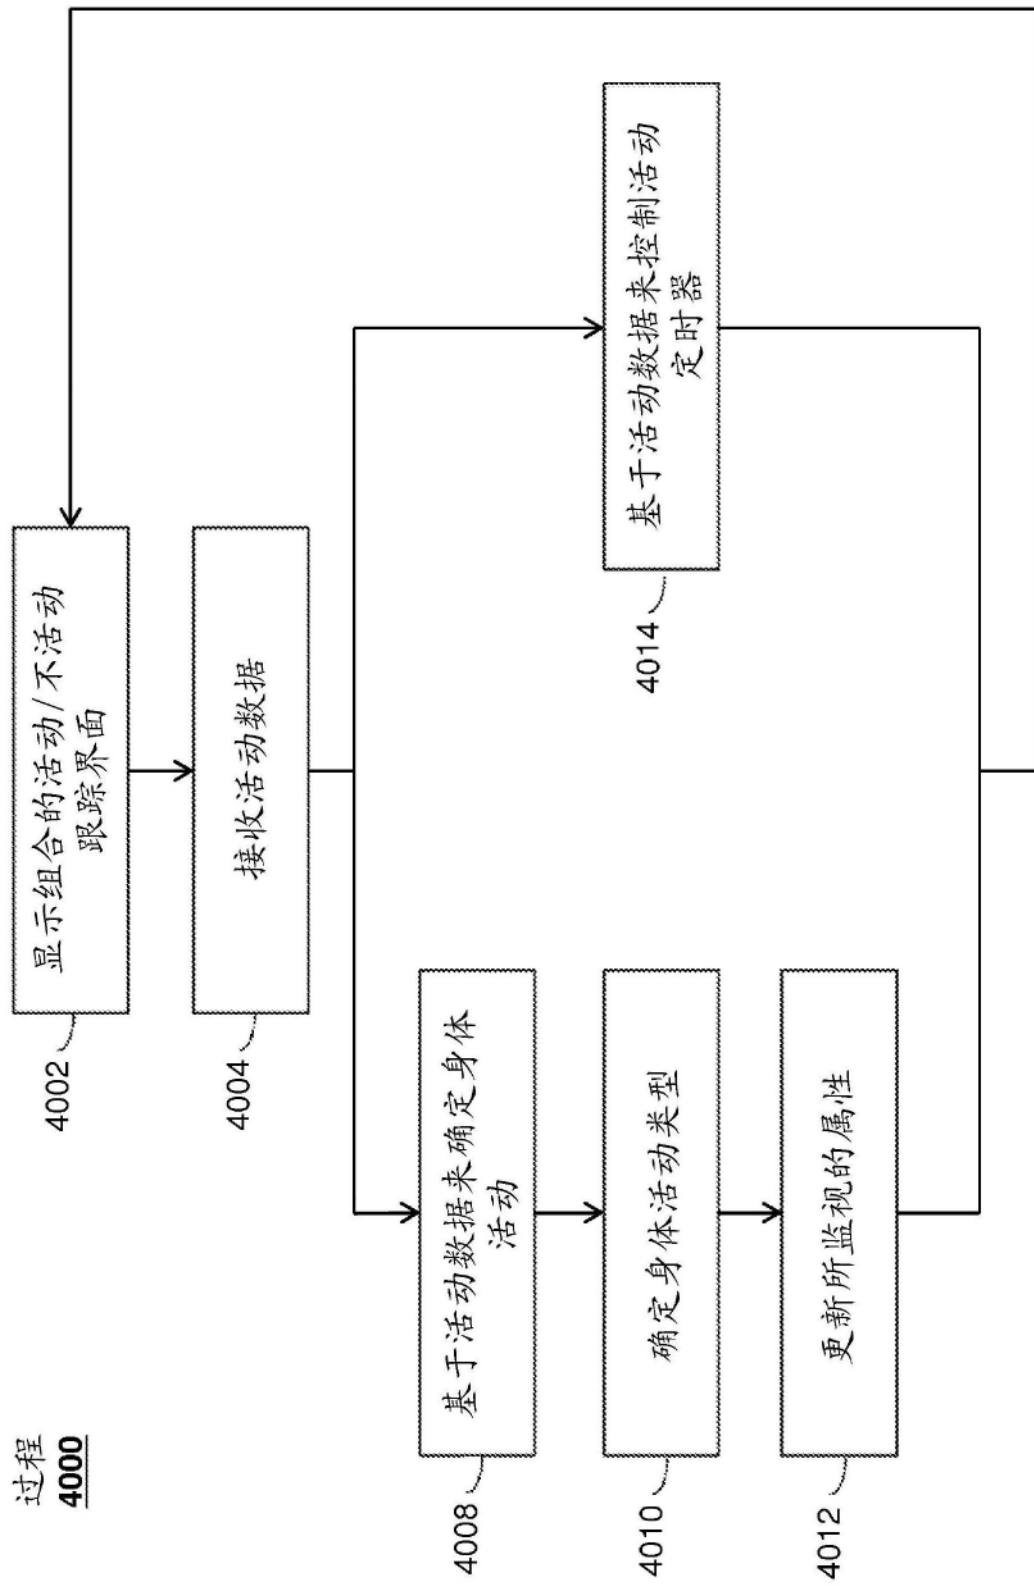 过程
4000
4002
显示组合的活动/不活动
跟踪界面
4004
接收活动数据
4008
基于活动数据来确定身体
活动
4010
确定身体活动类型
4012
更新所监视的属性
4014
基于活动数据来控制活动
定时器